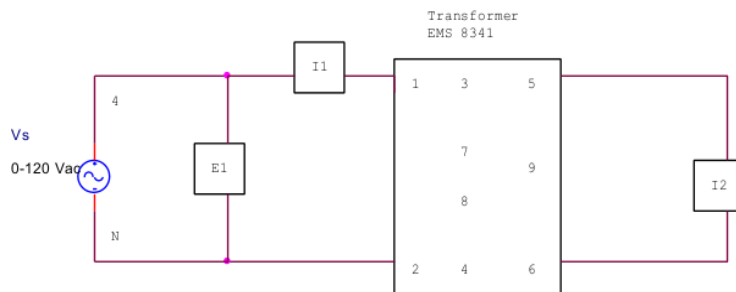 Transformer
EMS 8341
I1
1 3 5
4
Vs
7
0-120 Vac
E1
9
I2
8
N
2 4 6